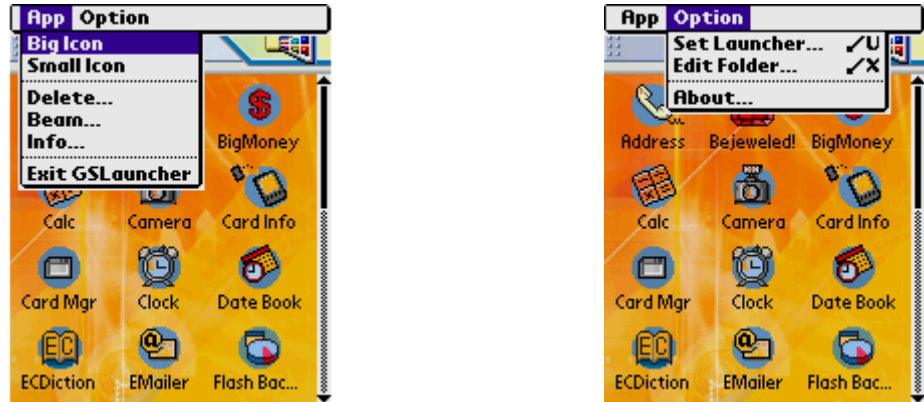 App Option
Big Icon
Small Icon
Delete...
Beam...
Info...
Exit GSLauncher
BigMoney
Calc Camera Card Info
Card Mgr Clock Date Book
ECDiction EMailer Flash Bac...
App Option
Set Launcher... /U
Edit Folder... /X
About...
Address Bejeweled! BigMoney
Calc Camera Card Info
Card Mgr Clock Date Book
ECDiction EMailer Flash Bac...